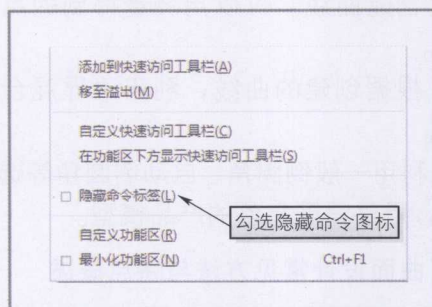 添加到快速访问工具栏(A)
移至溢出(M)
自定义快速访问工具栏(C)
在功能区下方显示快速访问工具栏(S)
隐藏命令标签(L)
勾选隐藏命令图标
自定义功能区(R)
最小化功能区(N) Ctrl+F1